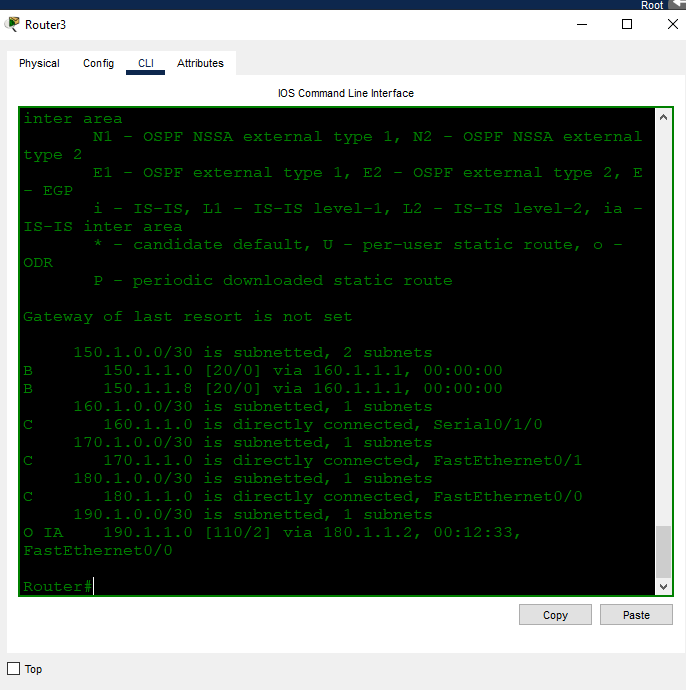 Root
Router3
Physical Config CLI Attributes
IOS Command Line Interface
inter area
N1 - OSPF NSSA external type 1, N2 - OSPF NSSA external
type 2
E1 - OSPF external type 1, E2 - OSPF external type 2, E
- EGP
i - IS-IS, L1 - IS-IS level-1, L2 - IS-IS level-2, ia -
IS-IS inter area
* - candidate default, U - per-user static route, o -
ODR
P - periodic downloaded static route
Gateway of last resort is not set
150.1.0.0/30 is subnetted, 2 subnets
B 150.1.1.0 [20/0] via 160.1.1.1, 00:00:00
B 150.1.1.8 [20/0] via 160.1.1.1, 00:00:00
160.1.0.0/30 is subnetted, 1 subnets
C 160.1.1.0 is directly connected, Serial0/1/0
170.1.0.0/30 is subnetted, 1 subnets
C 170.1.1.0 is directly connected, FastEthernet0/1
180.1.0.0/30 is subnetted, 1 subnets
C 180.1.1.0 is directly connected, FastEthernet0/0
190.1.0.0/30 is subnetted, 1 subnets
O IA 190.1.1.0 [110/2] via 180.1.1.2, 00:12:33,
FastEthernet0/0
Router#
Copy Paste
Top